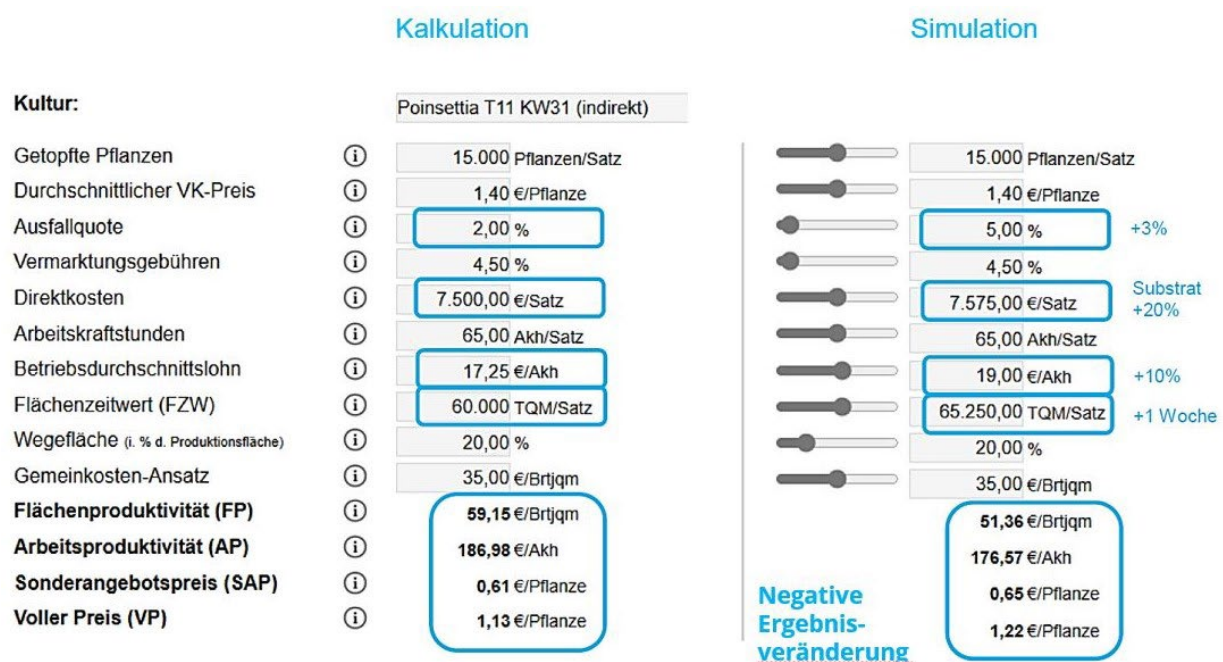 Kalkulation Simulation
Kultur: Poinsettia T11 KW31 (indirekt)
Getopfte Pflanzen i 15.000 Pflanzen/Satz 15.000 Pflanzen/Satz
Durchschnittlicher VK-Preis i 1,40 €/Pflanze 1,40 €/Pflanze
Ausfallquote i 2,00 % 5,00 % +3%
Vermarktungsgebühren i 4,50 % 4,50 %
Direktkosten i 7.500,00 €/Satz 7.575,00 €/Satz Substrat +20%
Arbeitskraftstunden i 65,00 Akh/Satz 65,00 Akh/Satz
Betriebsdurchschnittslohn i 17,25 €/Akh 19,00 €/Akh +10%
Flächenzeitwert (FZW) i 60.000 TQM/Satz 65.250,00 TQM/Satz +1 Woche
Wegefläche (i. % d. Produktionsfläche) i 20,00 % 20,00 %
Gemeinkosten-Ansatz i 35,00 €/Brtjqm 35,00 €/Brtjqm
Flächenproduktivität (FP) i 59,15 €/Brtjqm 51,36 €/Brtjqm
Arbeitsproduktivität (AP) i 186,98 €/Akh 176,57 €/Akh
Sonderangebotspreis (SAP) i 0,61 €/Pflanze 0,65 €/Pflanze
Voller Preis (VP) i 1,13 €/Pflanze 1,22 €/Pflanze
Negative
Ergebnis-
veränderung